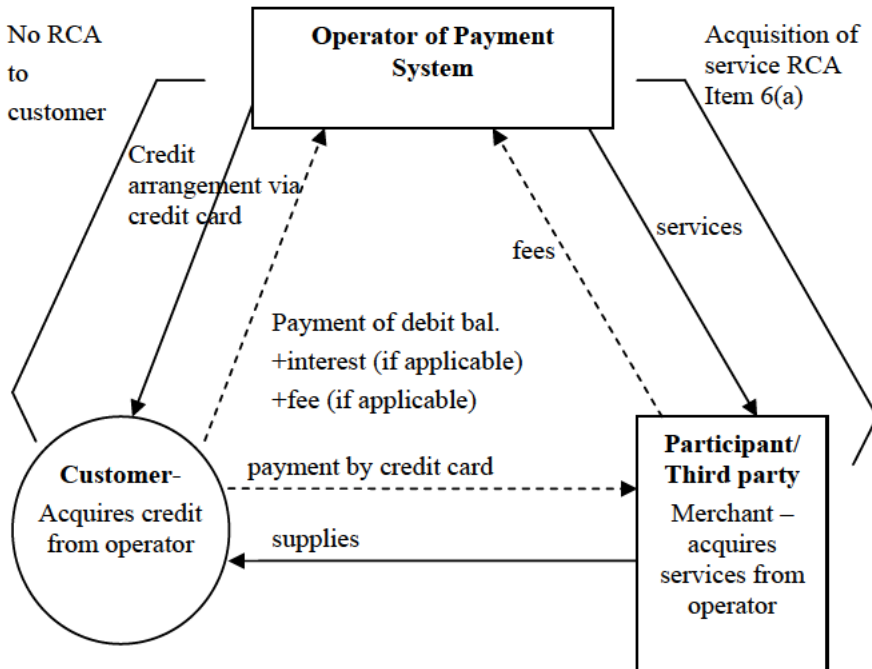 No RCA
to
customer
Operator of Payment
System
Acquisition of
service RCA
Item 6(a)
Credit
arrangement via
credit card
services
fees
Payment of debit bal.
+interest (if applicable)
+fee (if applicable)
Customer-
Acquires credit
from operator
payment by credit card
supplies
Participant/
Third party
Merchant –
acquires
services from
operator